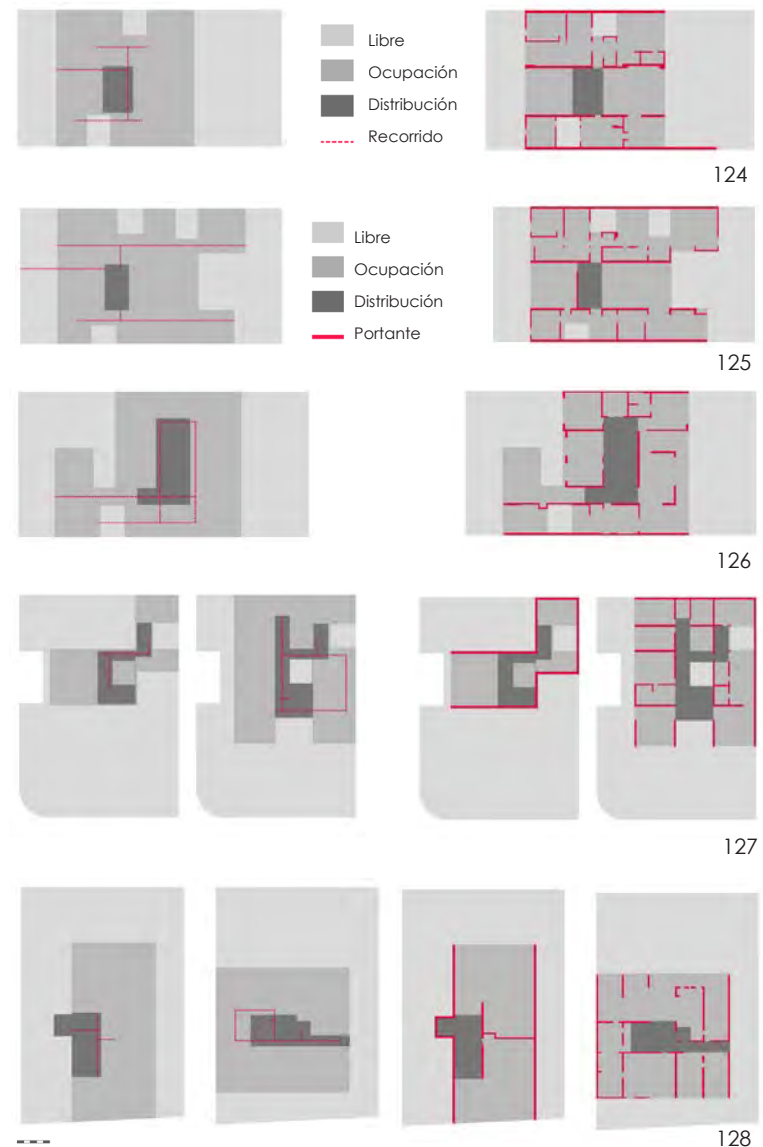 Libre
Ocupación
Distribución
Recorrido
124
Libre
Ocupación
Distribución
Portante
125
126
127
128